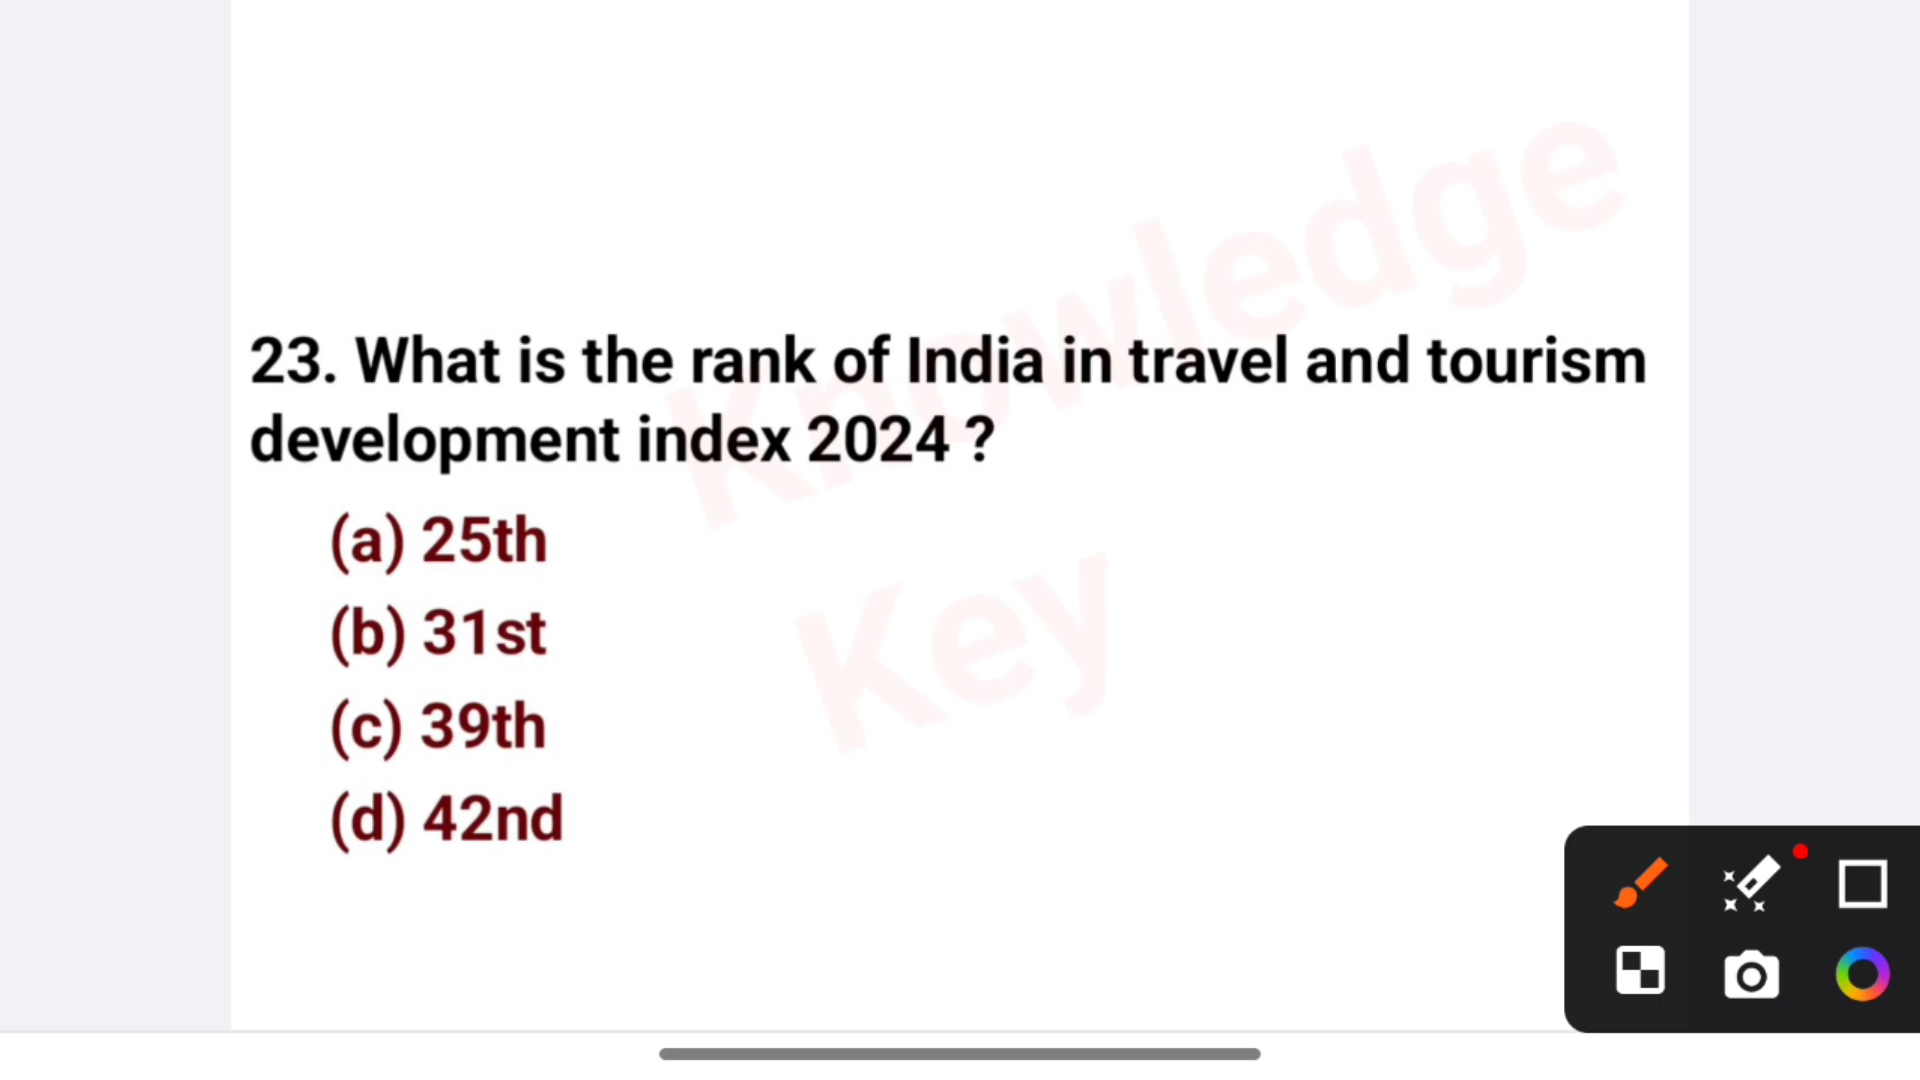 Knowledge
Key
23. What is the rank of India in travel and tourism
development index 2024 ?
(a) 25th
(b) 31st
(c) 39th
(d) 42nd